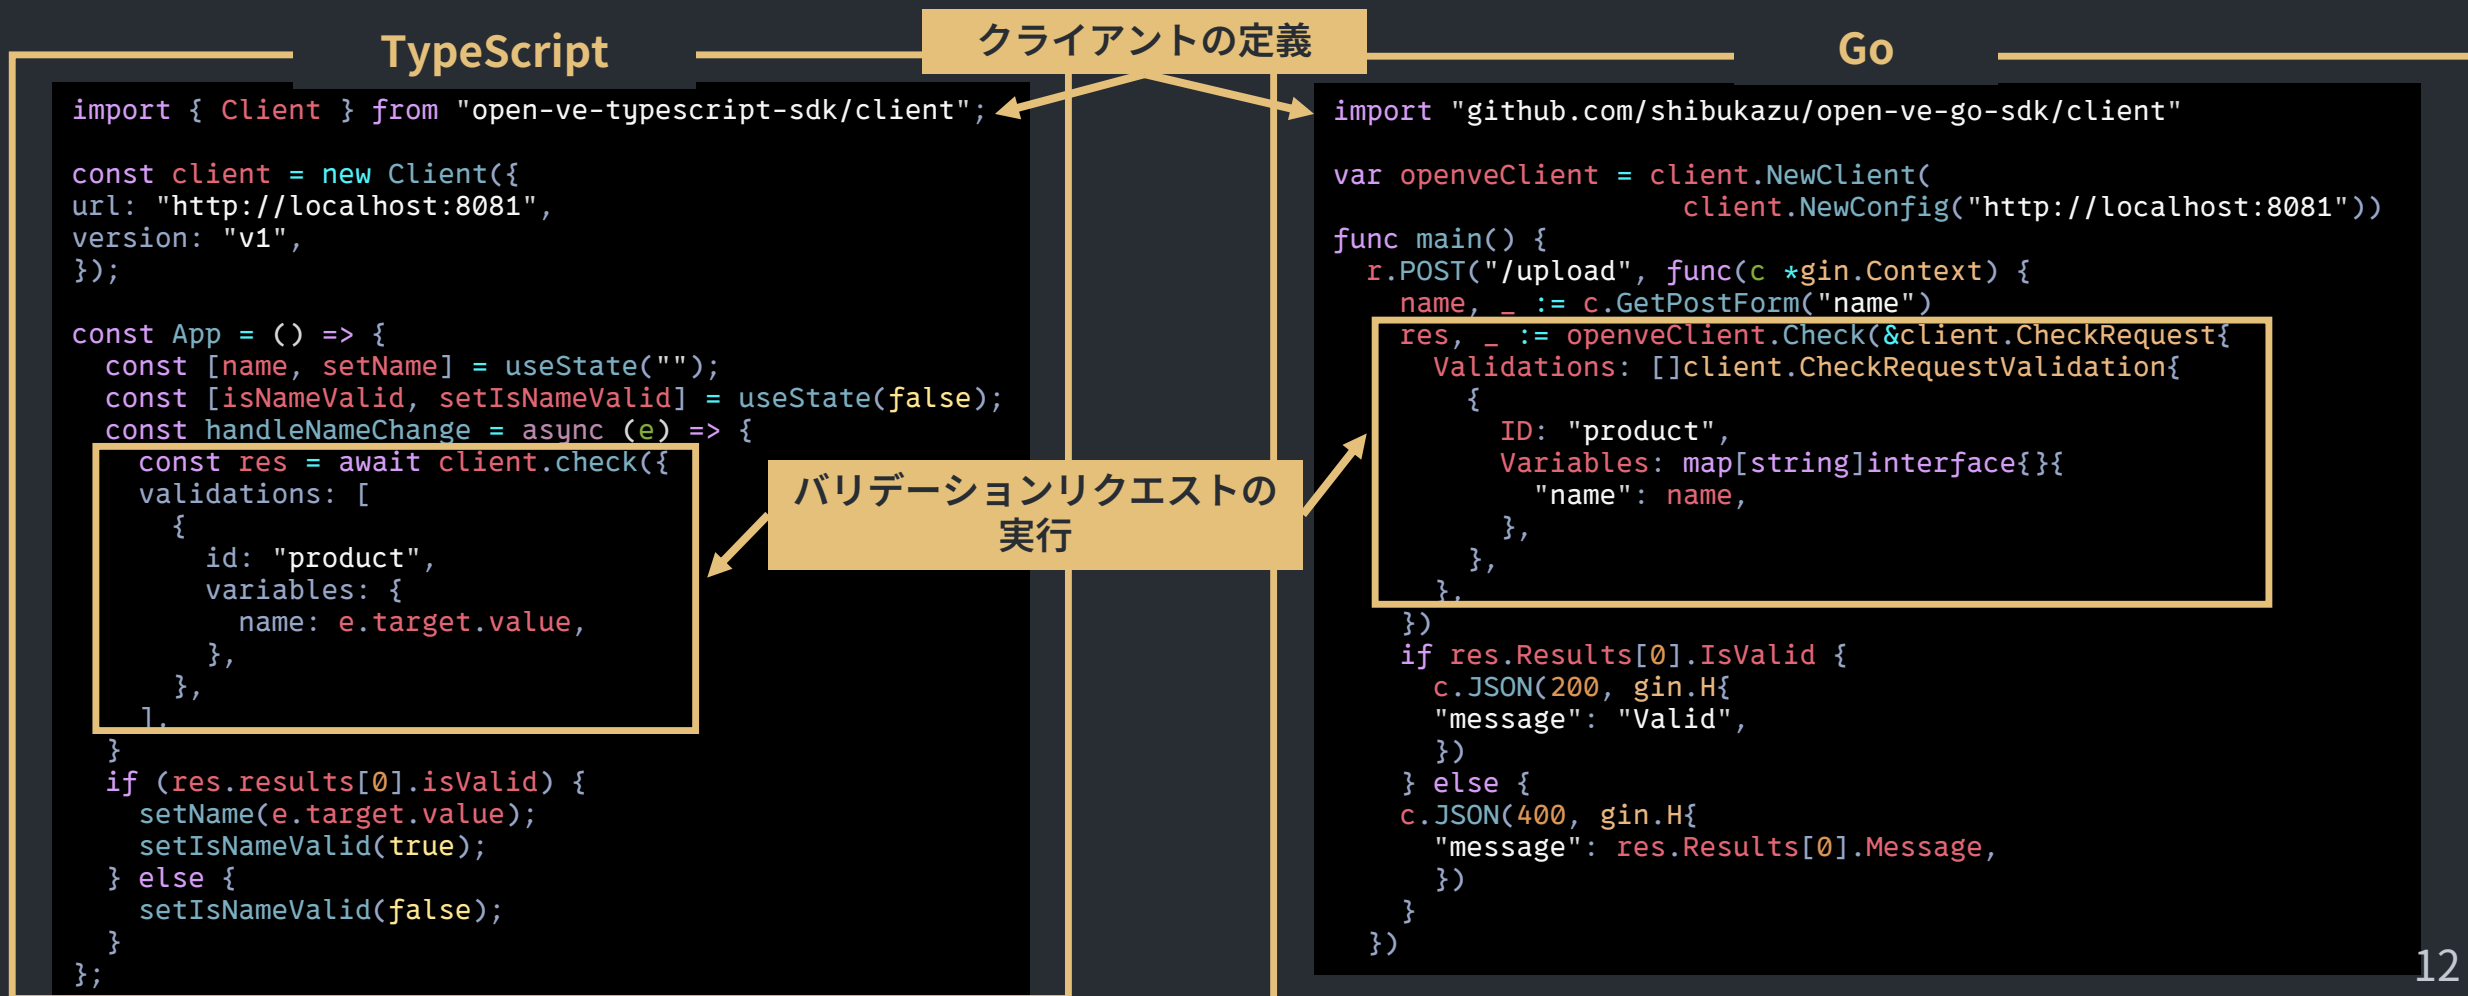 クライアントの定義
TypeScript
import { Client } from "open-ve-typescript-sdk/client";

const client = new Client({
url: "http://localhost:8081",
version: "v1",
});

const App = () => {
  const [name, setName] = useState("");
  const [isNameValid, setIsNameValid] = useState(false);
  const handleNameChange = async (e) => {
    const res = await client.check({
    validations: [
      {
        id: "product",
        variables: {
          name: e.target.value,
        },
      },
    ],
  }
  if (res.results[0].isValid) {
    setName(e.target.value);
    setIsNameValid(true);
  } else {
    setIsNameValid(false);
  }
};
バリデーションリクエストの
実行
Go
import "github.com/shibukazu/open-ve-go-sdk/client"

var openveClient = client.NewClient(
                     client.NewConfig("http://localhost:8081"))
func main() {
  r.POST("/upload", func(c *gin.Context) {
    name, _ := c.GetPostForm("name")
    res, _ := openveClient.Check(&client.CheckRequest{
      Validations: []client.CheckRequestValidation{
        {
          ID: "product",
          Variables: map[string]interface{}{
            "name": name,
          },
        },
      },
    })
    if res.Results[0].IsValid {
      c.JSON(200, gin.H{
      "message": "Valid",
      })
    } else {
    c.JSON(400, gin.H{
      "message": res.Results[0].Message,
      })
    }
  })
12